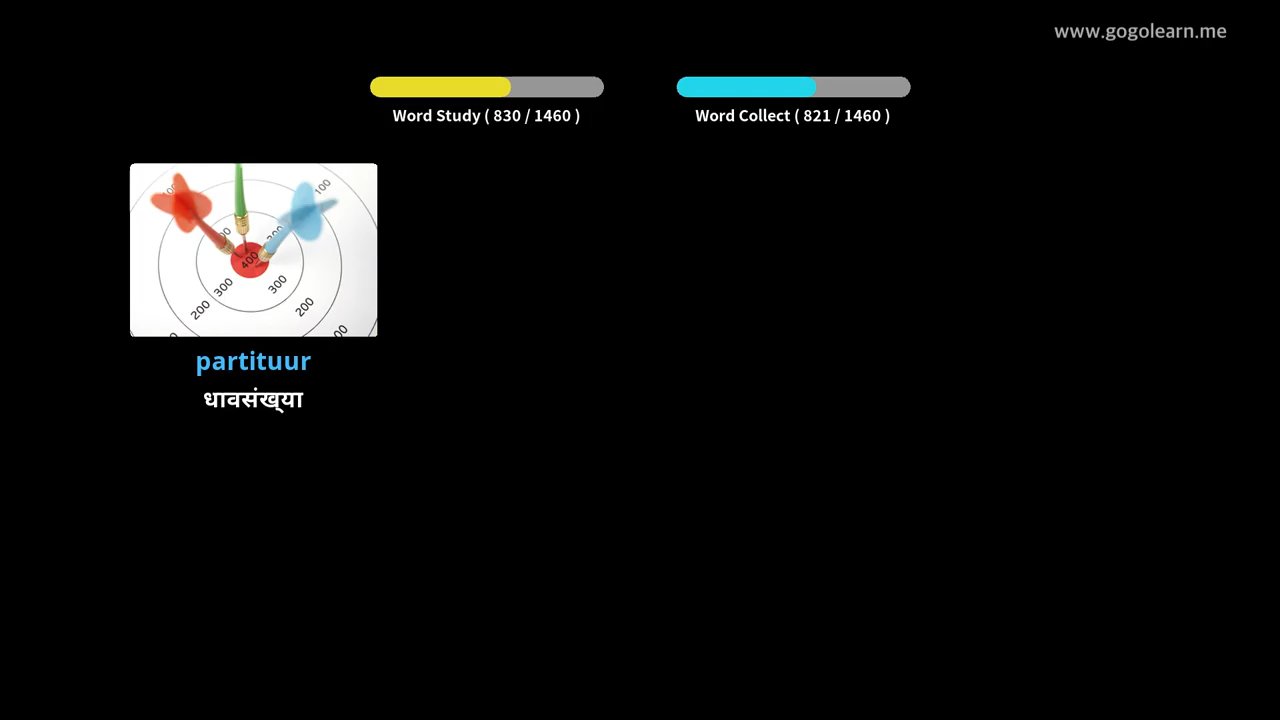 www.gogolearn.me
Word Study ( 830 / 1460 )
Word Collect ( 821 / 1460 )
100
400
300
300
200
200
partituur
धावसंख्या